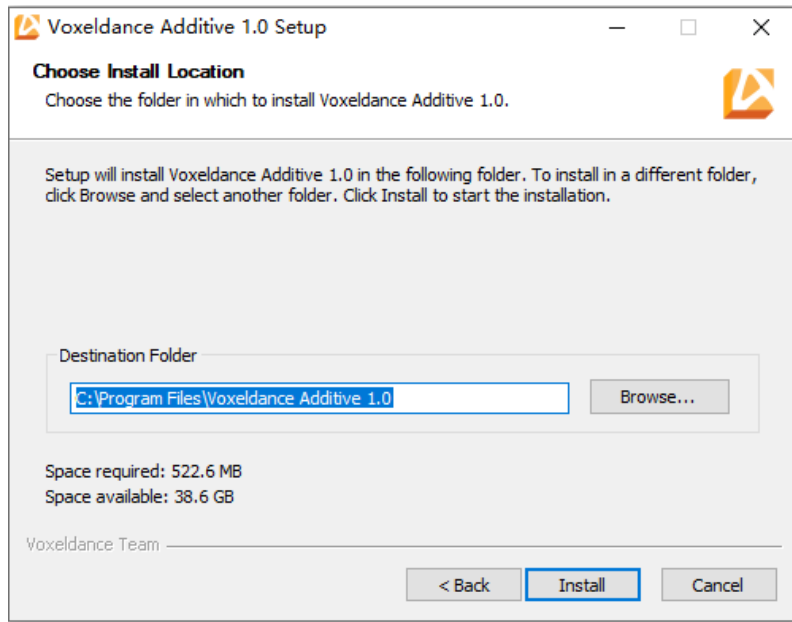 Voxeldance Additive 1.0 Setup
Choose Install Location
Choose the folder in which to install Voxeldance Additive 1.0.
Setup will install Voxeldance Additive 1.0 in the following folder. To install in a different folder,
click Browse and select another folder. Click Install to start the installation.
Destination Folder
C:\Program Files\Voxeldance Additive 1.0
Browse...
Space required: 522.6 MB
Space available: 38.6 GB
Voxeldance Team
< Back
Install
Cancel